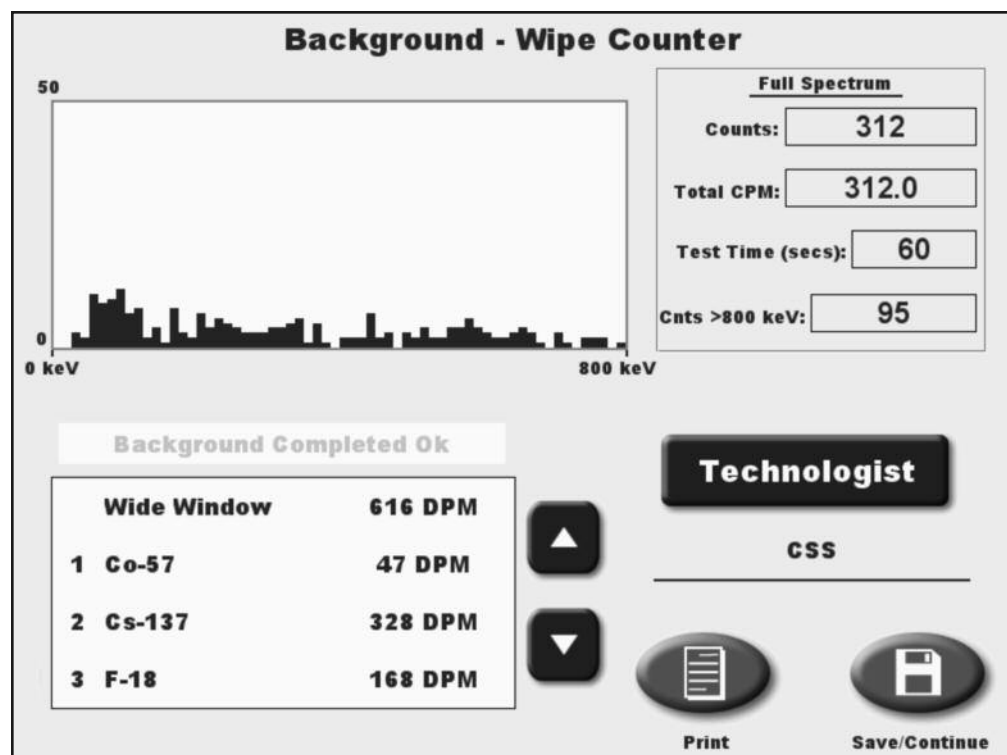 Background - Wipe Counter
50
0
0 keV
800 keV
Full Spectrum
Counts: 312
Total CPM: 312.0
Test Time (secs): 60
Cnts >800 keV: 95
Background Completed Ok
Wide Window 616 DPM
1 Co-57 47 DPM
2 Cs-137 328 DPM
3 F-18 168 DPM
Technologist
CSS
Print
Save/Continue